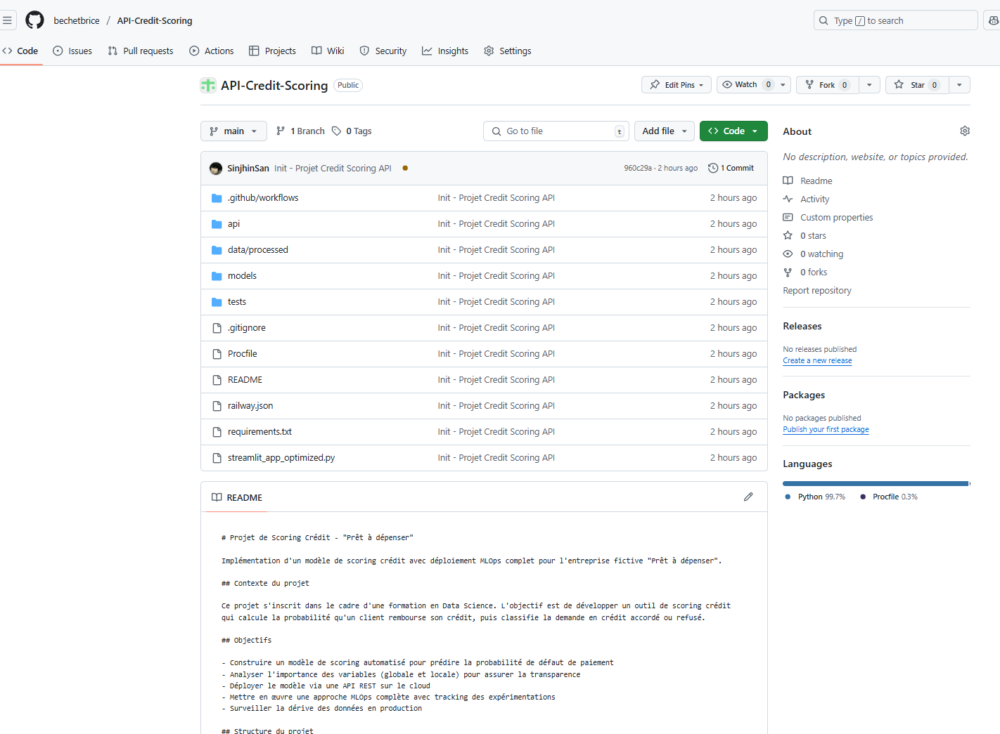 bechetbrice / API-Credit-Scoring
Type / to search
Code Issues Pull requests Actions Projects Wiki Security Insights Settings
API-Credit-Scoring Public
Edit Pins Watch 0 Fork 0 Star 0
main 1 Branch 0 Tags Go to file t Add file Code
SinjhinSan Init - Projet Credit Scoring API 960c29a · 2 hours ago 1 Commit
.github/workflows Init - Projet Credit Scoring API 2 hours ago
api Init - Projet Credit Scoring API 2 hours ago
data/processed Init - Projet Credit Scoring API 2 hours ago
models Init - Projet Credit Scoring API 2 hours ago
tests Init - Projet Credit Scoring API 2 hours ago
.gitignore Init - Projet Credit Scoring API 2 hours ago
Procfile Init - Projet Credit Scoring API 2 hours ago
README Init - Projet Credit Scoring API 2 hours ago
railway.json Init - Projet Credit Scoring API 2 hours ago
requirements.txt Init - Projet Credit Scoring API 2 hours ago
streamlit_app_optimized.py Init - Projet Credit Scoring API 2 hours ago
README
# Projet de Scoring Crédit - "Prêt à dépenser"
Implémentation d'un modèle de scoring crédit avec déploiement MLOps complet pour l'entreprise fictive "Prêt à dépenser".
## Contexte du projet
Ce projet s'inscrit dans le cadre d'une formation en Data Science. L'objectif est de développer un outil de scoring crédit
qui calcule la probabilité qu'un client rembourse son crédit, puis classifie la demande en crédit accordé ou refusé.
## Objectifs
- Construire un modèle de scoring automatisé pour prédire la probabilité de défaut de paiement
- Analyser l'importance des variables (globale et locale) pour assurer la transparence
- Déployer le modèle via une API REST sur le cloud
- Mettre en œuvre une approche MLOps complète avec tracking des expérimentations
- Surveiller la dérive des données en production
## Structure du projet
About
No description, website, or topics provided.
Readme
Activity
Custom properties
0 stars
0 watching
0 forks
Report repository
Releases
No releases published
Create a new release
Packages
No packages published
Publish your first package
Languages
Python 99.7% Procfile 0.3%